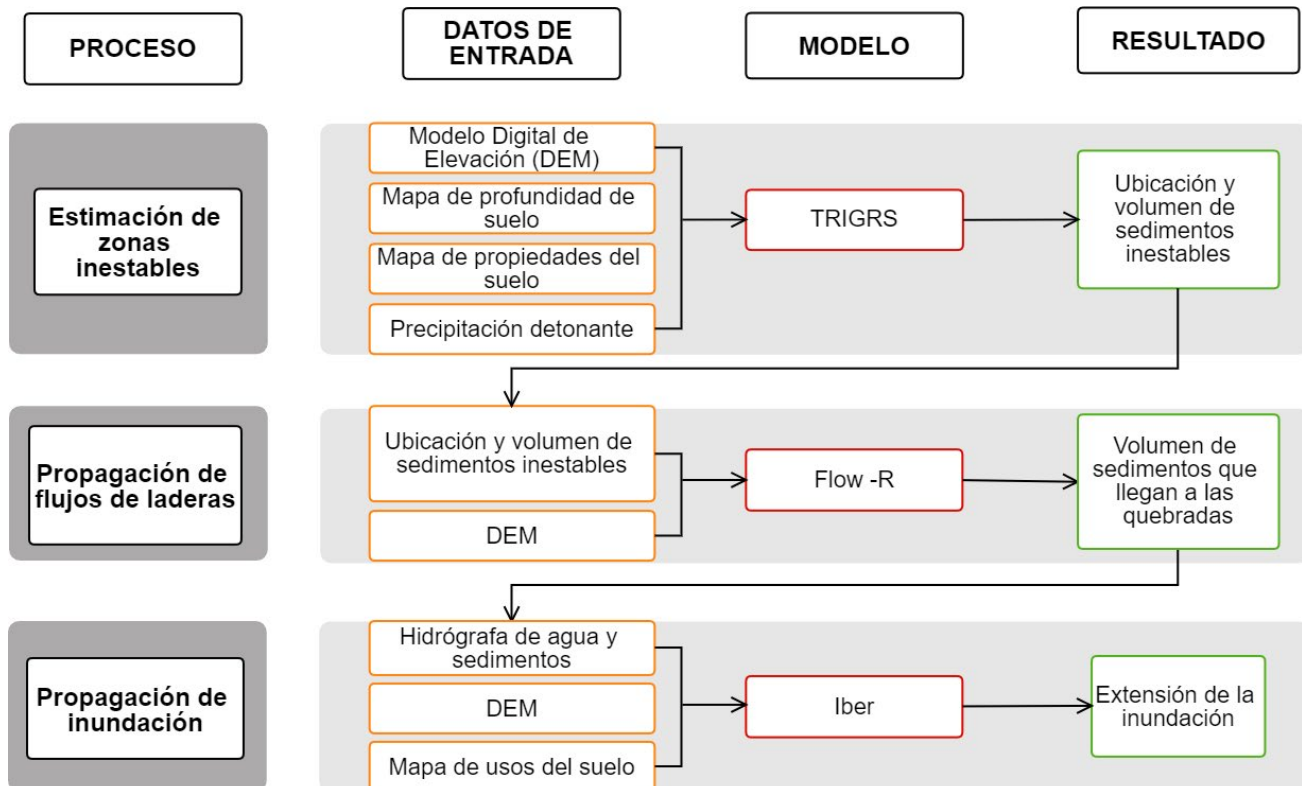 PROCESO
DATOS DE
ENTRADA
MODELO
RESULTADO
Estimación de
zonas
inestables
Modelo Digital de
Elevación (DEM)
Mapa de profundidad de
suelo
Mapa de propiedades del
suelo
Precipitación detonante
TRIGRS
Ubicación y
volumen de
sedimentos
inestables
Propagación de
flujos de laderas
Ubicación y volumen de
sedimentos inestables
DEM
Flow -R
Volumen de
sedimentos que
llegan a las
quebradas
Propagación de
inundación
Hidrógrafa de agua y
sedimentos
DEM
Mapa de usos del suelo
Iber
Extensión de la
inundación